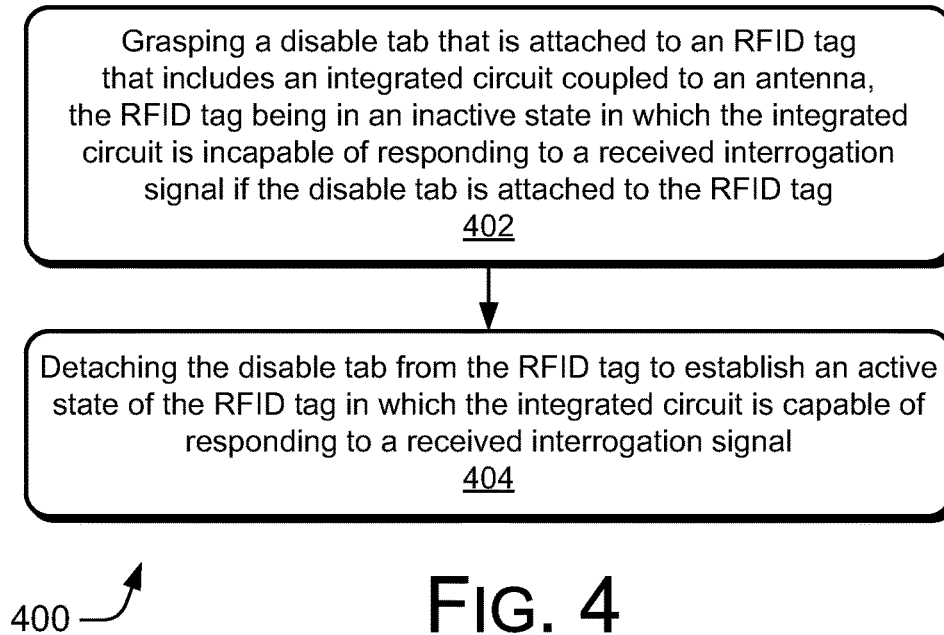 Grasping a disable tab that is attached to an RFID tag
that includes an integrated circuit coupled to an antenna,
the RFID tag being in an inactive state in which the integrated
circuit is incapable of responding to a received interrogation
signal if the disable tab is attached to the RFID tag
402
Detaching the disable tab from the RFID tag to establish an active
state of the RFID tag in which the integrated circuit is capable of
responding to a received interrogation signal
404
400
FIG. 4